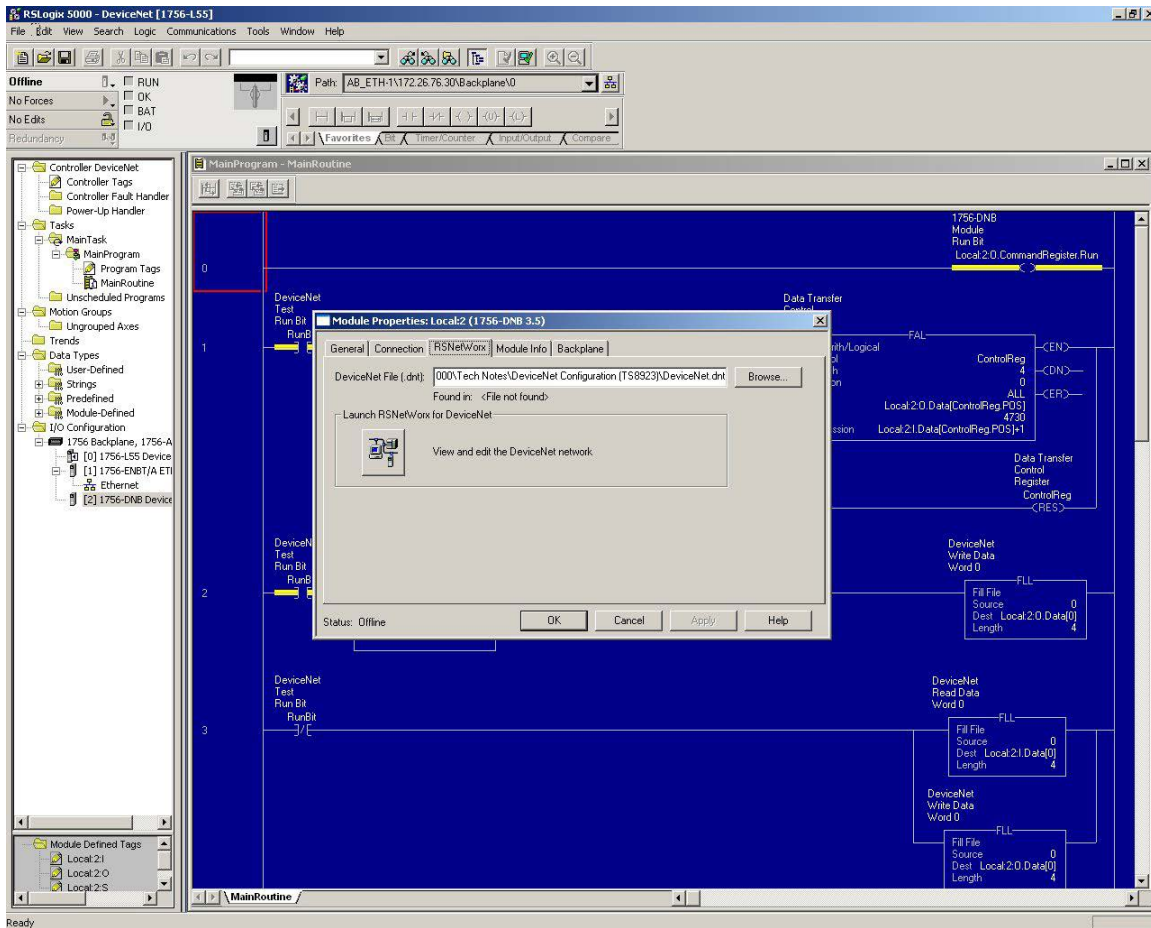 RSLogix 5000 - DeviceNet [1756-L55]
File Edit View Search Logic Communications Tools Window Help
Offline
RUN
No Forces
OK
No Edits
BAT
Redundancy
I/O
Path: AB_ETH-1\172.26.76.30\Backplane\0
Favorites Bit Timer/Counter Input/Output Compare
Controller DeviceNet
Controller Tags
Controller Fault Handler
Power-Up Handler
Tasks
MainTask
MainProgram
Program Tags
MainRoutine
Unscheduled Programs
Motion Groups
Ungrouped Axes
Trends
Data Types
User-Defined
Strings
Predefined
Module-Defined
I/O Configuration
1756 Backplane, 1756-A
[0] 1756-L55 Device
[1] 1756-ENBT/A ETI
Ethernet
[2] 1756-DNB Device
Module Defined Tags
Local:2:I
Local:2:O
Local:2:S
MainProgram - MainRoutine
0
1756-DNB
Module
Run Bit
Local:2:O.CommandRegister.Run
1
DeviceNet
Test
Run Bit
RunB
Data Transfer
Control
FAL
ith/Logical
ControlReg
4
0
ALL
Local:2:O.Data[ControlReg.POS]
4730
ssion Local:2:I.Data[ControlReg.POS]+1
EN
DN
ER
Data Transfer
Control
Register
ControlReg
RES
Module Properties: Local:2 (1756-DNB 3.5)
General Connection RSNetWorx Module Info Backplane
DeviceNet File (.dnt): 000\Tech Notes\DeviceNet Configuration (TS8923)\DeviceNet.dnt Browse...
Found in: <File not found>
Launch RSNetWorx for DeviceNet
View and edit the DeviceNet network
Status: Offline
OK Cancel Apply Help
2
DeviceN
Test
Run Bit
RunB
DeviceNet
Write Data
Word 0
FLL
Fill File
Source 0
Dest Local:2:O.Data[0]
Length 4
3
DeviceNet
Test
Run Bit
RunBit
DeviceNet
Read Data
Word 0
FLL
Fill File
Source 0
Dest Local:2:I.Data[0]
Length 4
DeviceNet
Write Data
Word 0
FLL
Fill File
Source 0
Dest Local:2:O.Data[0]
Length 4
MainRoutine
Ready